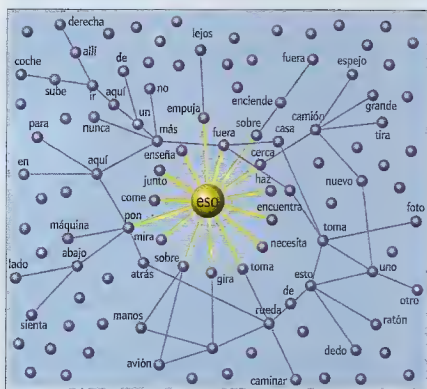 derecha
lejos
allí
de
fuera
espejo
coche
sube
ir
aquí
no
enciende
grande
un
empuja
sobre
camión
para
nunca
más
fuera
casa
tira
enseña
cerca
en
aquí
junto
haz
nuevo
come
eso
encuentra
pon
foto
máquina
mira
necesita
toma
lado
abajo
atrás
sobre
gira
toma
esto
uno
de
otro
sienta
manos
rueda
ratón
avión
dedo
caminar